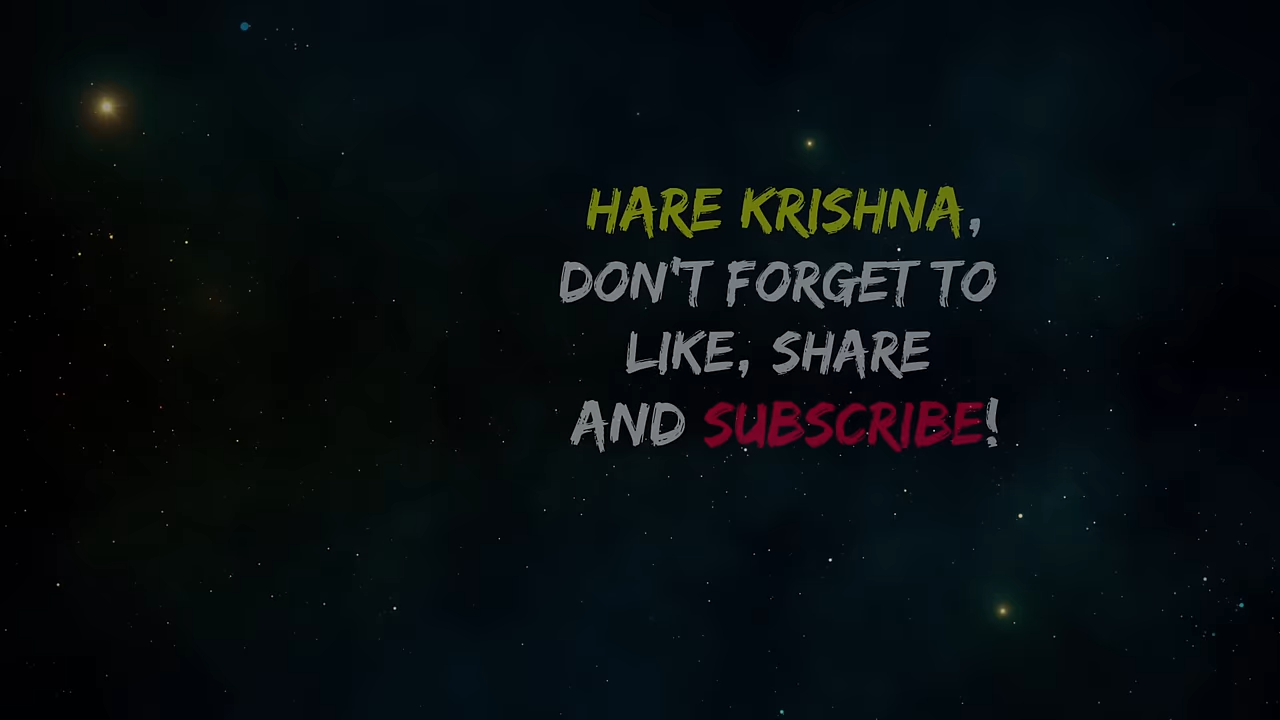 HARE KRISHNA,
DON'T FORGET TO
LIKE, SHARE
AND SUBSCRIBE!